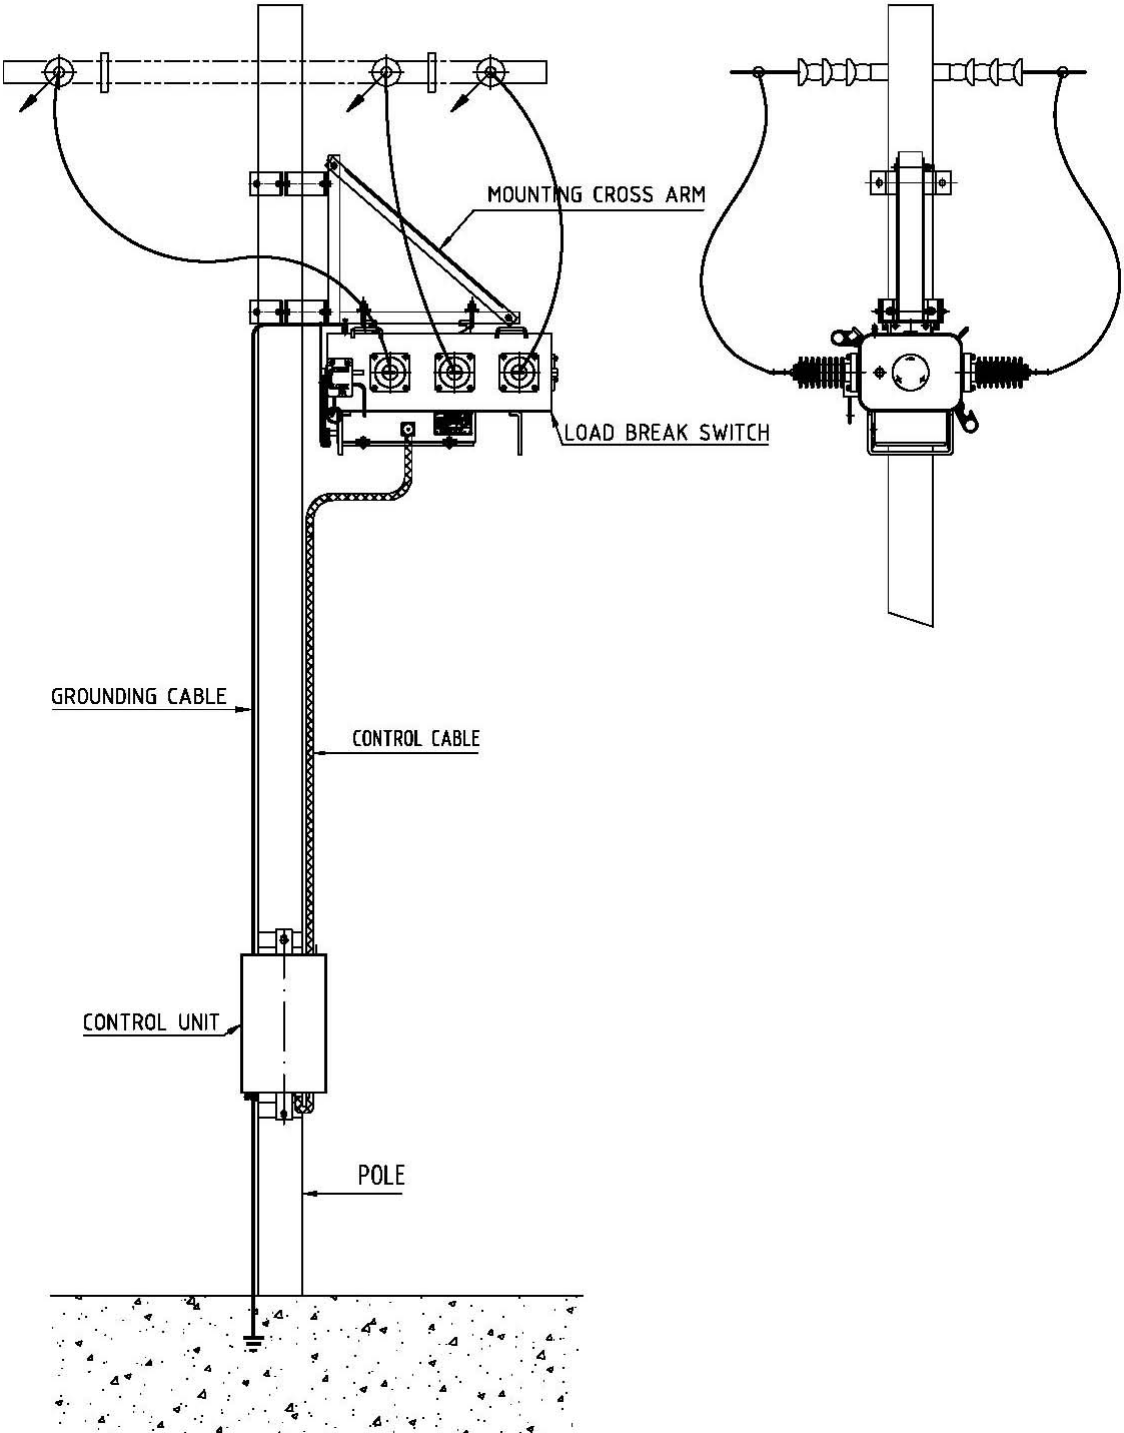 MOUNTING CROSS ARM
LOAD BREAK SWITCH
GROUNDING CABLE
CONTROL CABLE
CONTROL UNIT
POLE